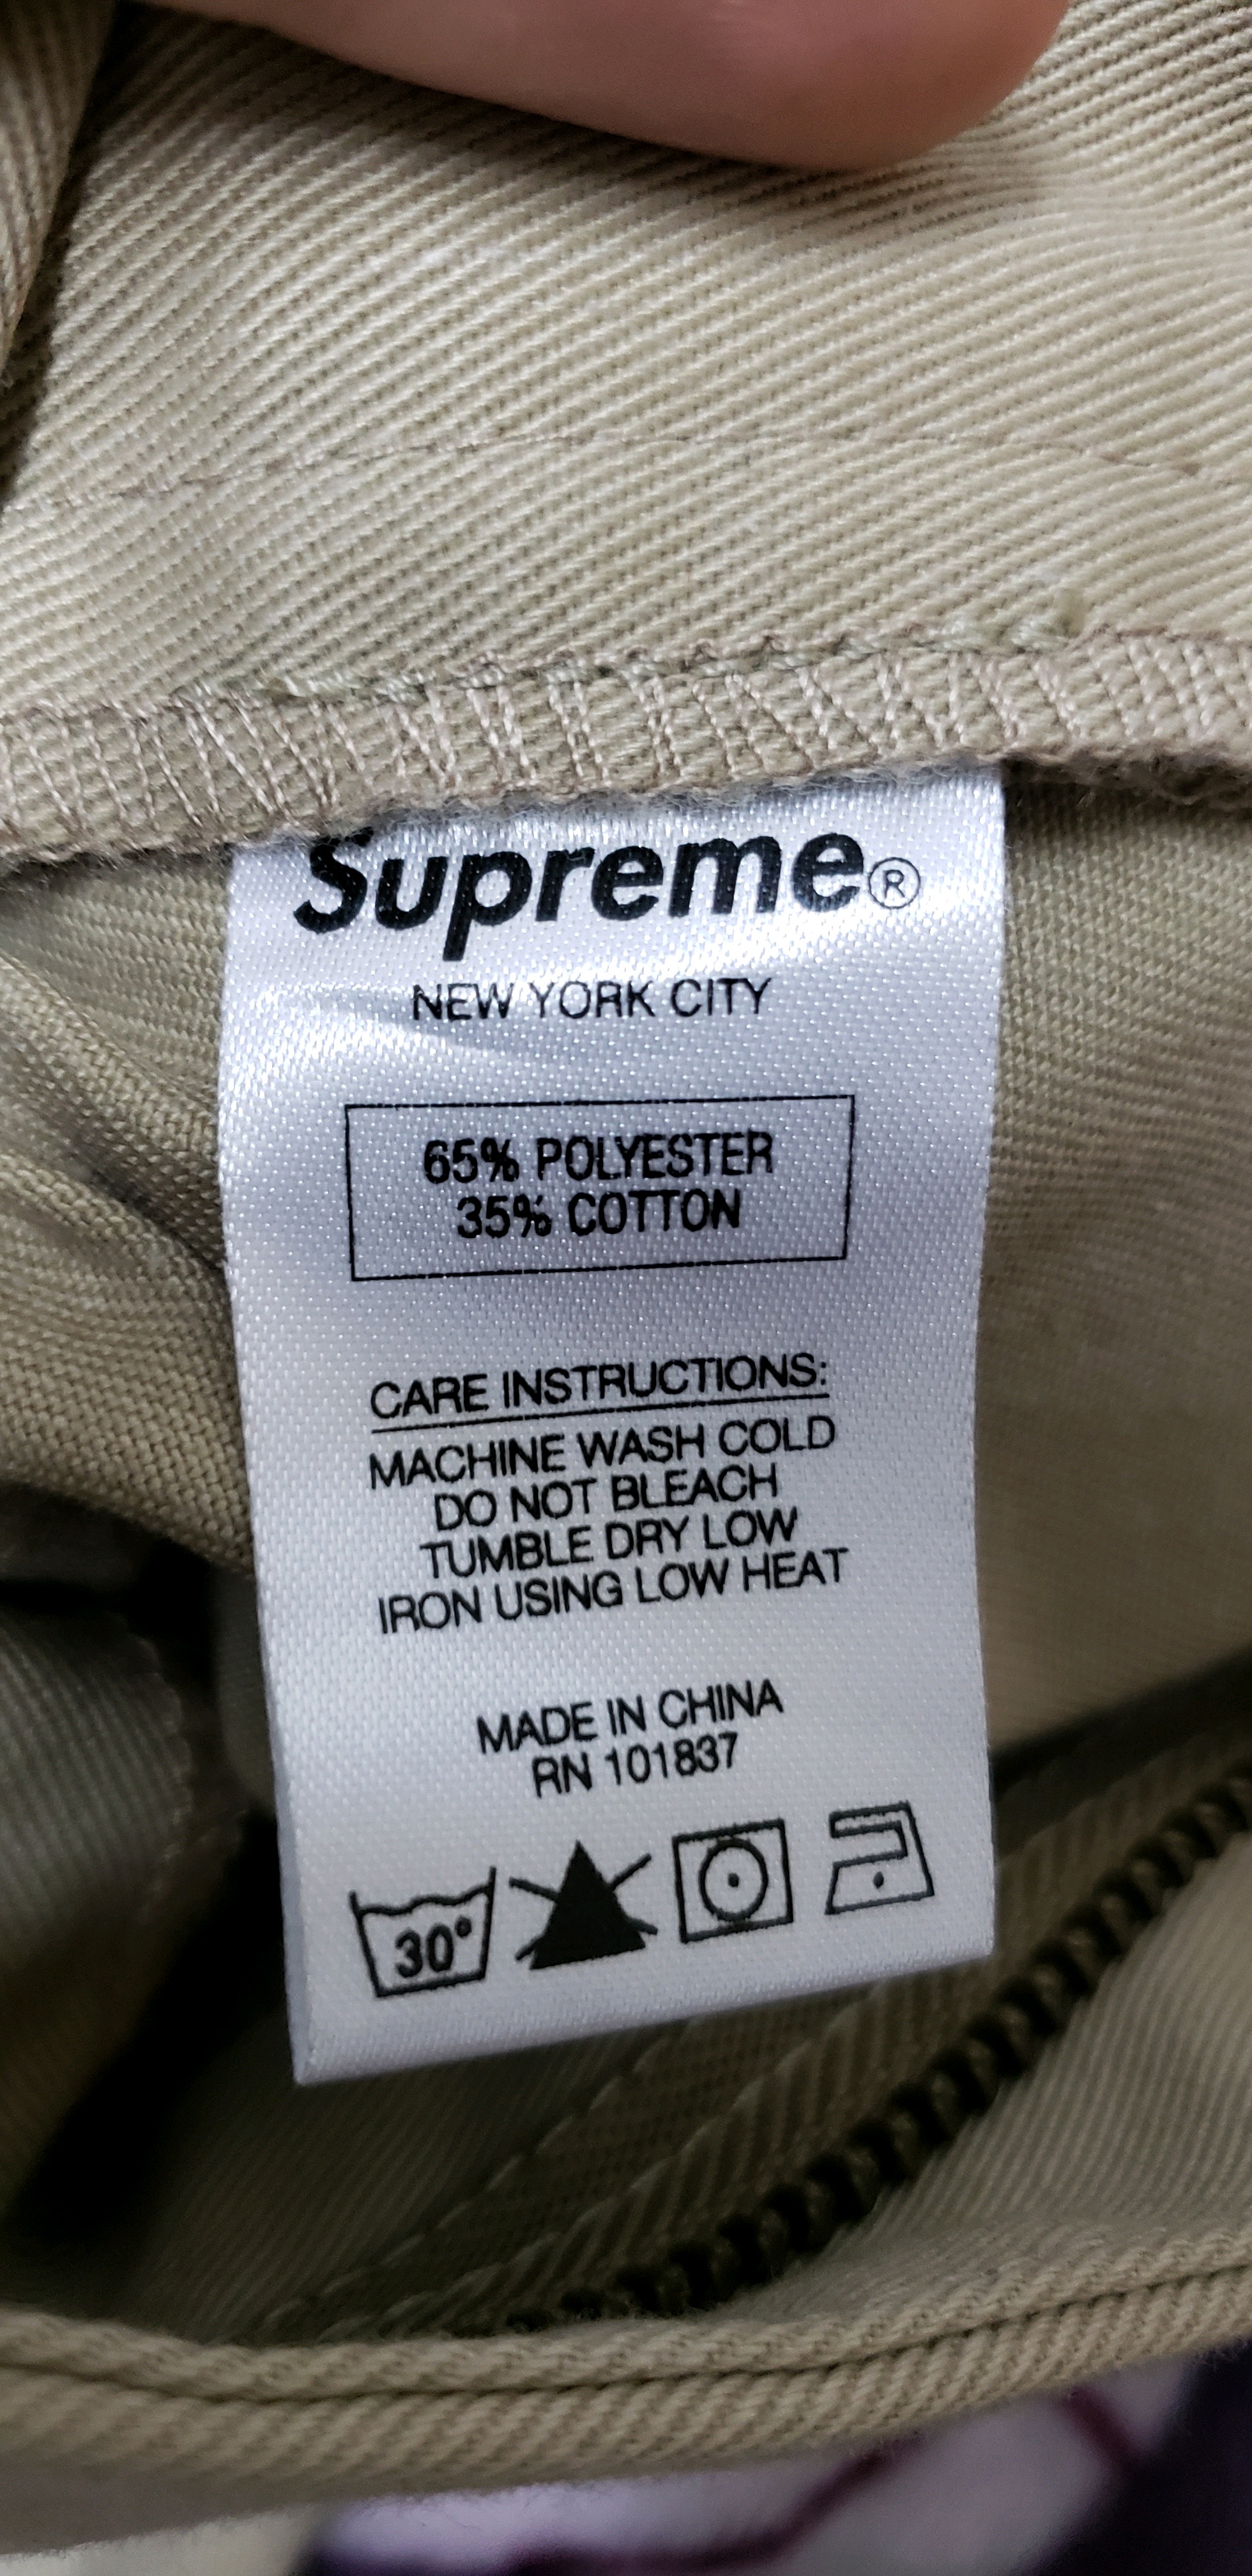 Supreme®
NEW YORK CITY
65% POLYESTER
35% COTTON
CARE INSTRUCTIONS:
MACHINE WASH COLD
DO NOT BLEACH
TUMBLE DRY LOW
IRON USING LOW HEAT
MADE IN CHINA
RN 101837
30°